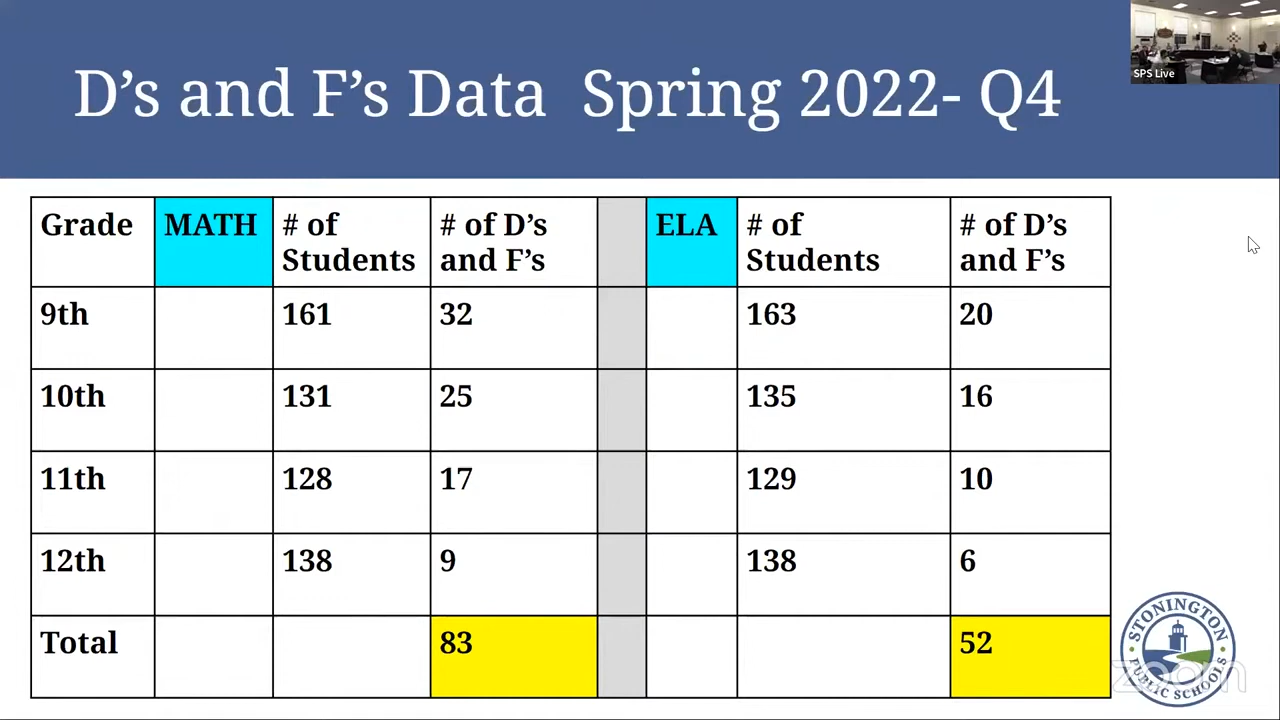 D's and F's Data Spring 2022- Q4
SPS Live
Grade MATH # of Students # of D's and F's ELA # of Students # of D's and F's
9th 161 32 163 20
10th 131 25 135 16
11th 128 17 129 10
12th 138 9 138 6
Total 83 52
STONINGTON
PUBLIC SCHOOLS
zoom